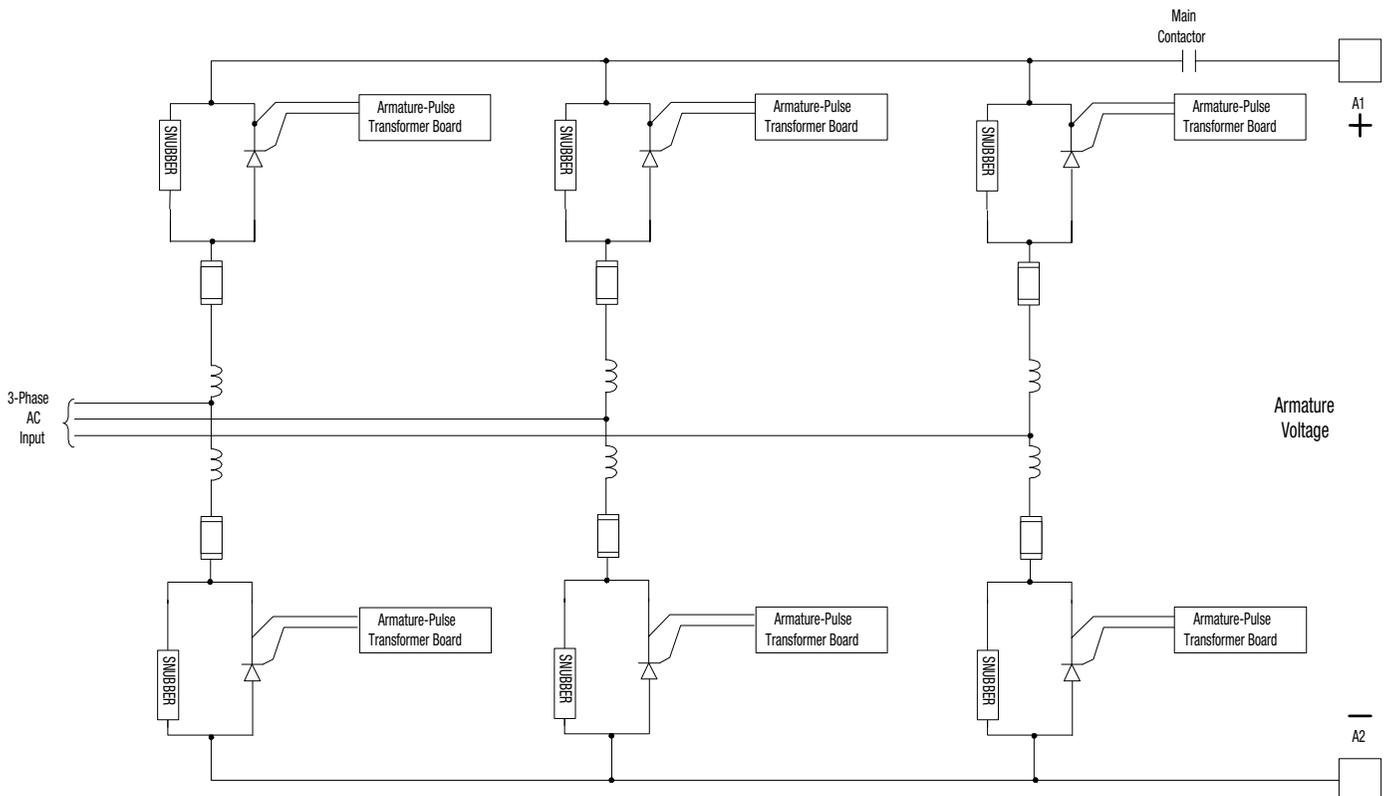 Main
Contactor
Armature-Pulse
Transformer Board
Armature-Pulse
Transformer Board
Armature-Pulse
Transformer Board
A1
+
SNUBBER
SNUBBER
SNUBBER
3-Phase
AC
Input
Armature
Voltage
Armature-Pulse
Transformer Board
Armature-Pulse
Transformer Board
Armature-Pulse
Transformer Board
SNUBBER
SNUBBER
SNUBBER
−
A2